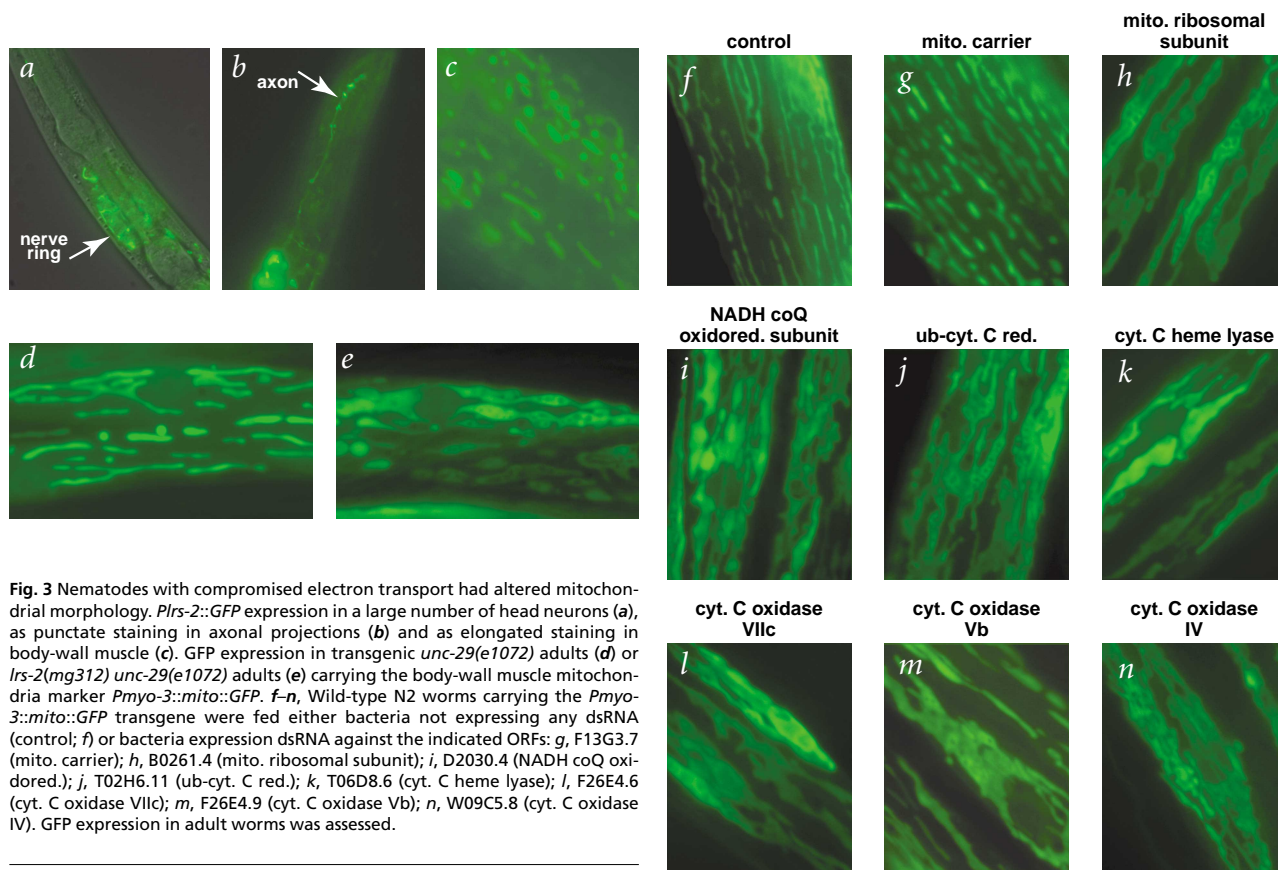 a
nerve
ring
b
axon
c
d
e
control
f
mito. carrier
g
mito. ribosomal
subunit
h
NADH coQ
oxidored. subunit
i
ub-cyt. C red.
j
cyt. C heme lyase
k
cyt. C oxidase
VIIc
l
cyt. C oxidase
Vb
m
cyt. C oxidase
IV
n
Fig. 3 Nematodes with compromised electron transport had altered mitochon-
drial morphology. Plrs-2::GFP expression in a large number of head neurons (a),
as punctate staining in axonal projections (b) and as elongated staining in
body-wall muscle (c). GFP expression in transgenic unc-29(e1072) adults (d) or
lrs-2(mg312) unc-29(e1072) adults (e) carrying the body-wall muscle mitochon-
dria marker Pmyo-3::mito::GFP. f–n, Wild-type N2 worms carrying the Pmyo-
3::mito::GFP transgene were fed either bacteria not expressing any dsRNA
(control; f) or bacteria expression dsRNA against the indicated ORFs: g, F13G3.7
(mito. carrier); h, B0261.4 (mito. ribosomal subunit); i, D2030.4 (NADH coQ oxi-
dored.); j, T02H6.11 (ub-cyt. C red.); k, T06D8.6 (cyt. C heme lyase); l, F26E4.6
(cyt. C oxidase VIIc); m, F26E4.9 (cyt. C oxidase Vb); n, W09C5.8 (cyt. C oxidase
IV). GFP expression in adult worms was assessed.